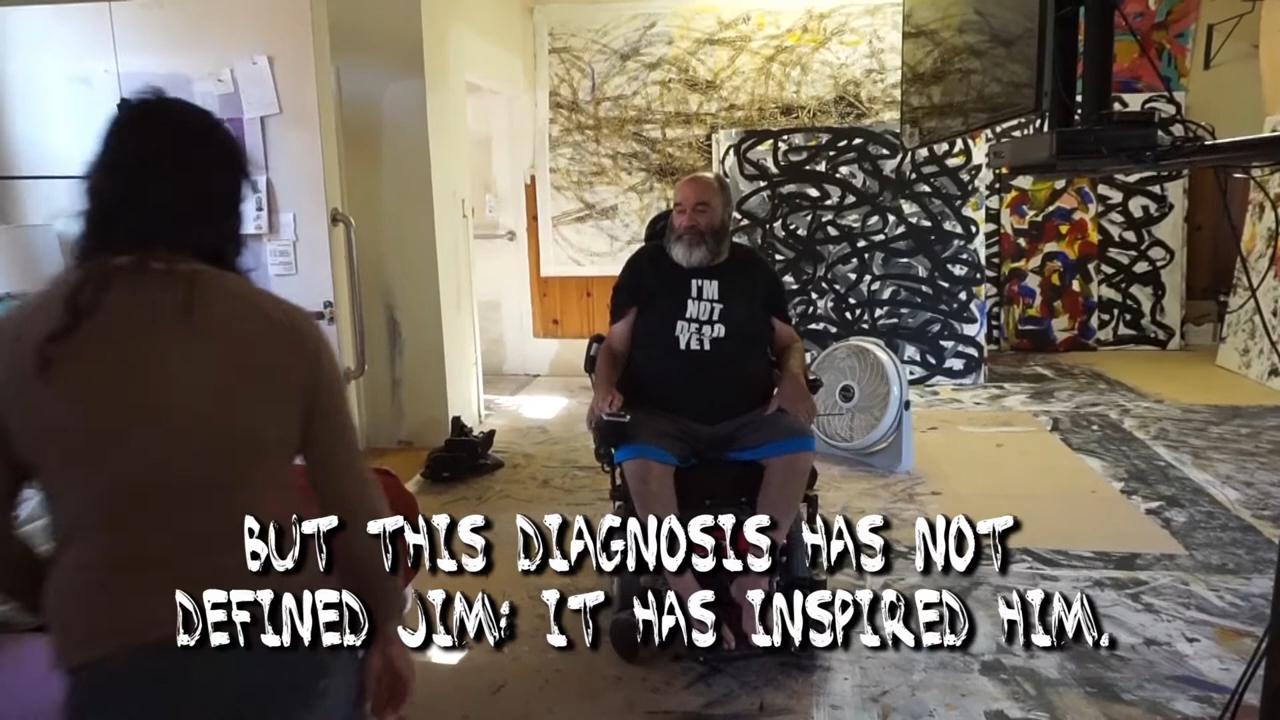 I'M
NOT
DEAD
YET
BUT THIS DIAGNOSIS HAS NOT
DEFINED JIM: IT HAS INSPIRED HIM.